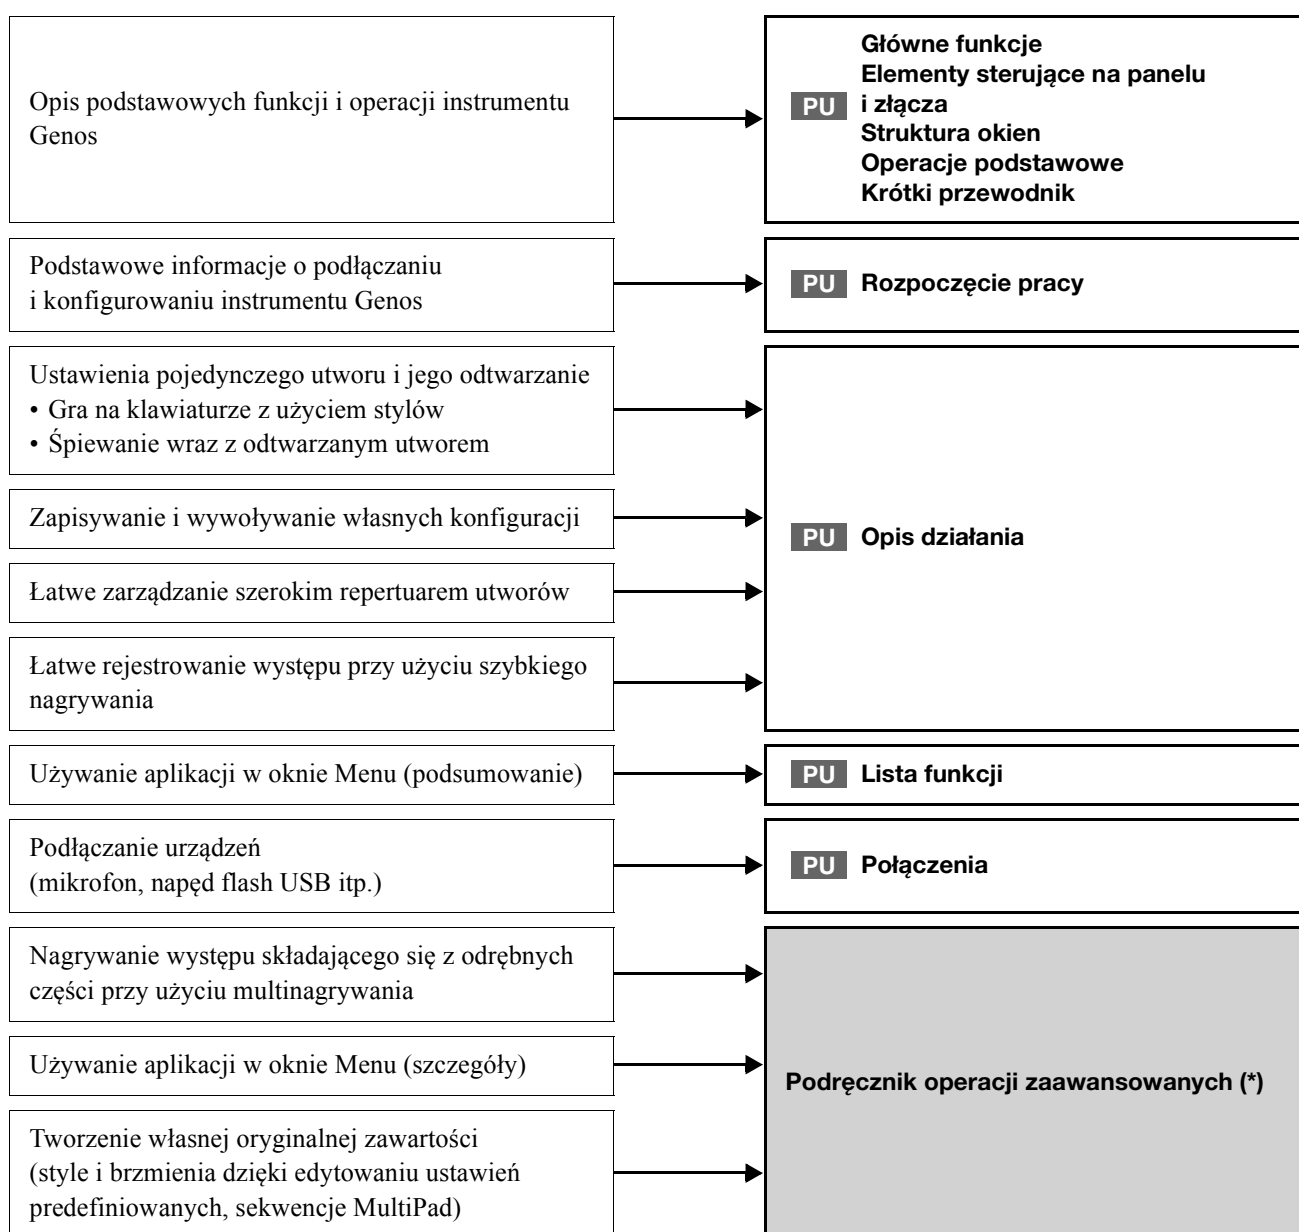 Opis podstawowych funkcji i operacji instrumentu
Genos
PU
Główne funkcje
Elementy sterujące na panelu
i złącza
Struktura okien
Operacje podstawowe
Krótki przewodnik
Podstawowe informacje o podłączaniu
i konfigurowaniu instrumentu Genos
PU Rozpoczęcie pracy
Ustawienia pojedynczego utworu i jego odtwarzanie
• Gra na klawiaturze z użyciem stylów
• Śpiewanie wraz z odtwarzanym utworem
Zapisywanie i wywoływanie własnych konfiguracji
Łatwe zarządzanie szerokim repertuarem utworów
Łatwe rejestrowanie występu przy użyciu szybkiego
nagrywania
PU Opis działania
Używanie aplikacji w oknie Menu (podsumowanie)
PU Lista funkcji
Podłączanie urządzeń
(mikrofon, napęd flash USB itp.)
PU Połączenia
Nagrywanie występu składającego się z odrębnych
części przy użyciu multinagrywania
Używanie aplikacji w oknie Menu (szczegóły)
Tworzenie własnej oryginalnej zawartości
(style i brzmienia dzięki edytowaniu ustawień
predefiniowanych, sekwencje MultiPad)
Podręcznik operacji zaawansowanych (*)